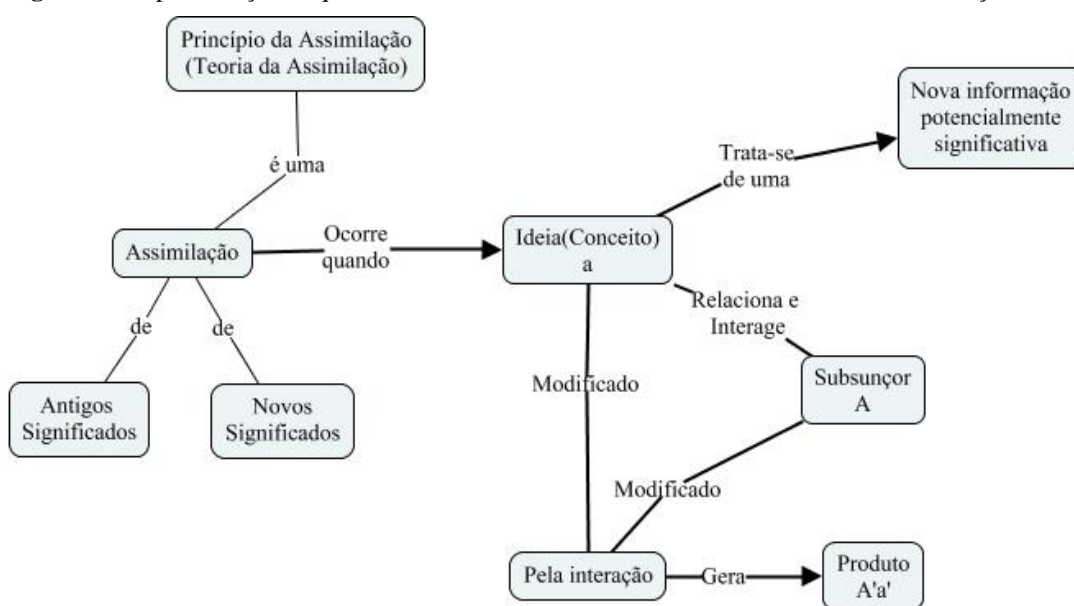 Princípio da Assimilação
(Teoria da Assimilação)
é uma
Assimilação
de
de
Antigos
Significados
Novos
Significados
Ocorre
quando
Ideia(Conceito)
a
Trata-se
de uma
Nova informação
potencialmente
significativa
Relaciona e
Interage
Subsunçor
A
Modificado
Modificado
Pela interação
Gera
Produto
A'a'